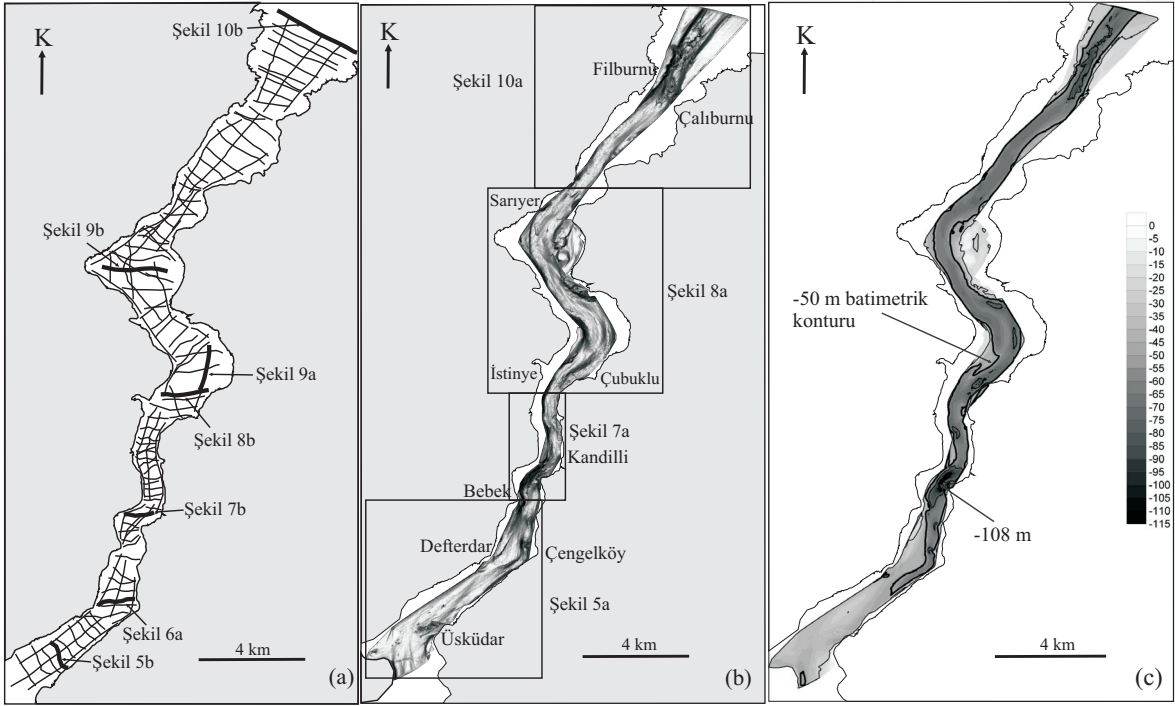 K
Şekil 10b
Şekil 9b
Şekil 9a
Şekil 8b
Şekil 7b
Şekil 6a
Şekil 5b
4 km
(a)
K
Filburnu
Şekil 10a
Çalıburnu
Sarıyer
Şekil 8a
İstinye
Çubuklu
Şekil 7a
Kandilli
Bebek
Defterdar
Çengelköy
Şekil 5a
Üsküdar
4 km
(b)
K
-50 m batimetrik
konturu
-108 m
0
-5
-10
-15
-20
-25
-30
-35
-40
-45
-50
-55
-60
-65
-70
-75
-80
-85
-90
-95
-100
-105
-110
-115
4 km
(c)